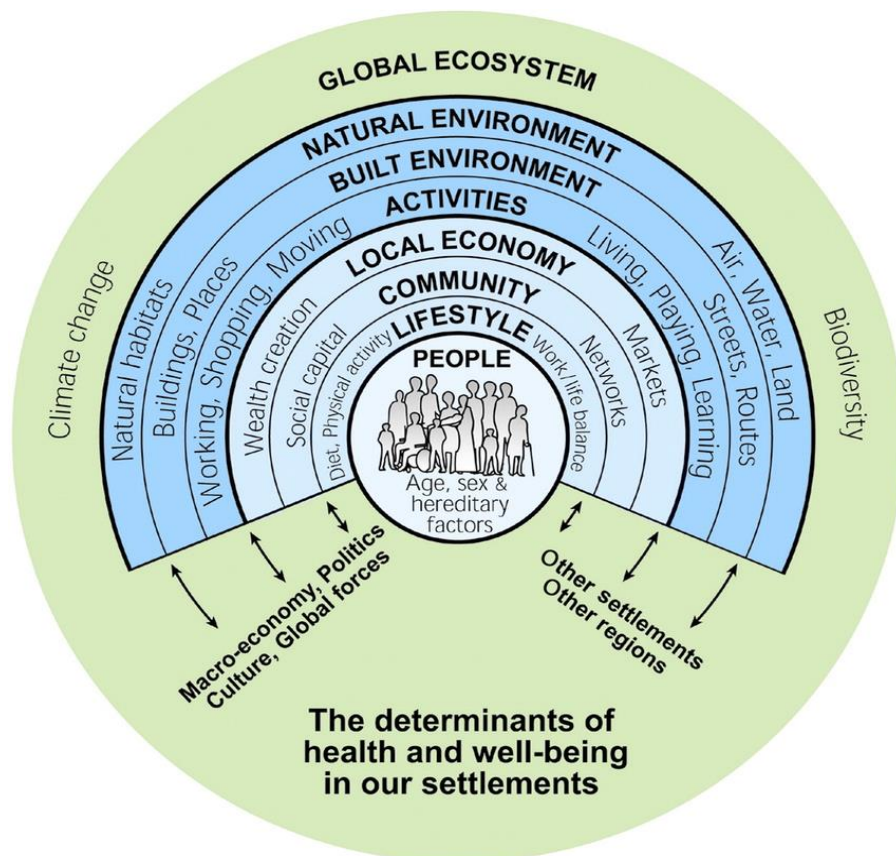 GLOBAL ECOSYSTEM
NATURAL ENVIRONMENT
BUILT ENVIRONMENT
ACTIVITIES
LOCAL ECONOMY
COMMUNITY
LIFESTYLE
PEOPLE
Age, sex &
hereditary
factors
Climate change
Natural habitats
Buildings, Places
Working, Shopping, Moving
Wealth creation
Social capital
Diet, Physical activity
Work/life balance
Networks
Markets
Living, Playing, Learning
Streets, Routes
Air, Water, Land
Biodiversity
Macro-economy, Politics
Culture, Global forces
Other settlements
Other regions
The determinants of
health and well-being
in our settlements